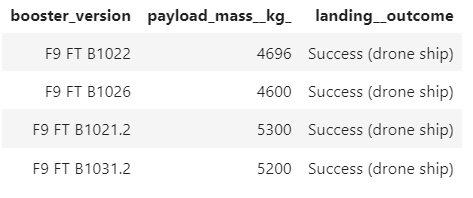 booster_version payload_mass__kg_ landing__outcome
F9 FT B1022 4696 Success (drone ship)
F9 FT B1026 4600 Success (drone ship)
F9 FT B1021.2 5300 Success (drone ship)
F9 FT B1031.2 5200 Success (drone ship)